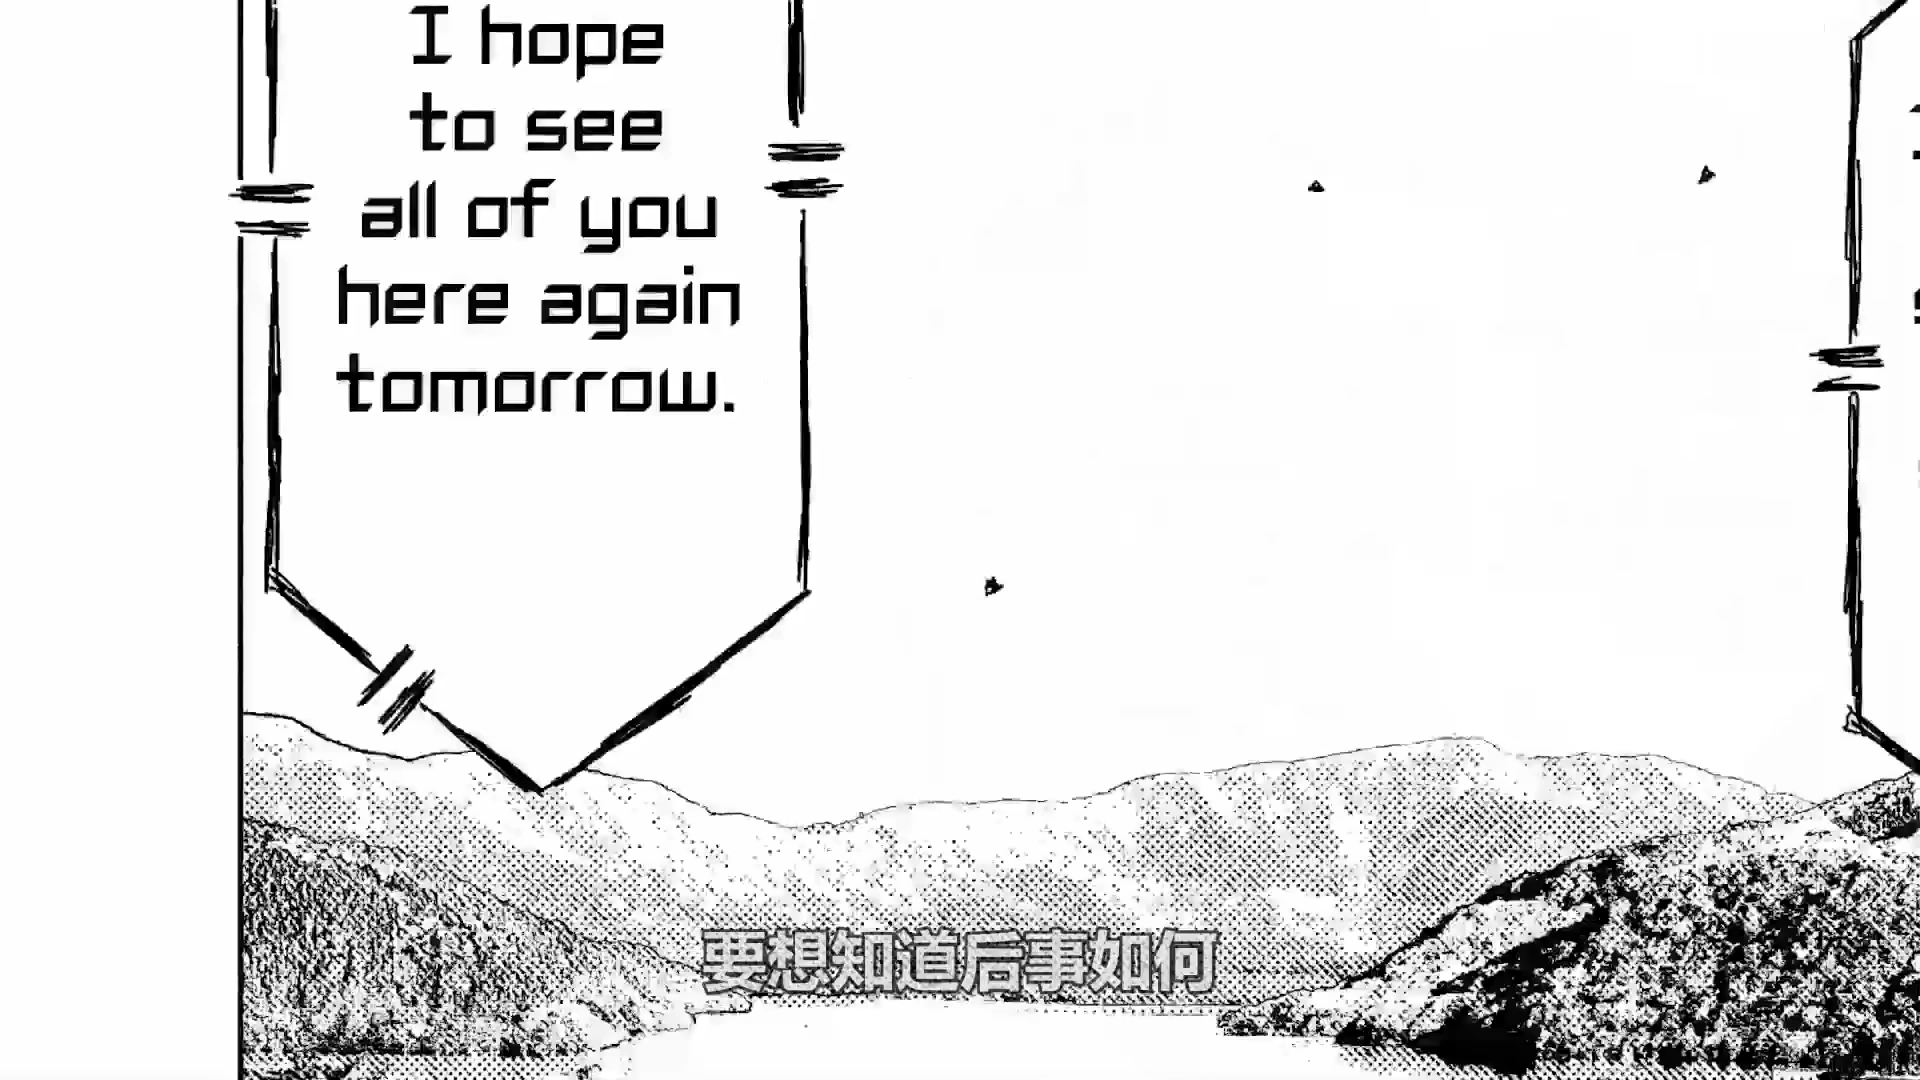 I hope
to see
all of you
here again
tomorrow.
要想知道后事如何